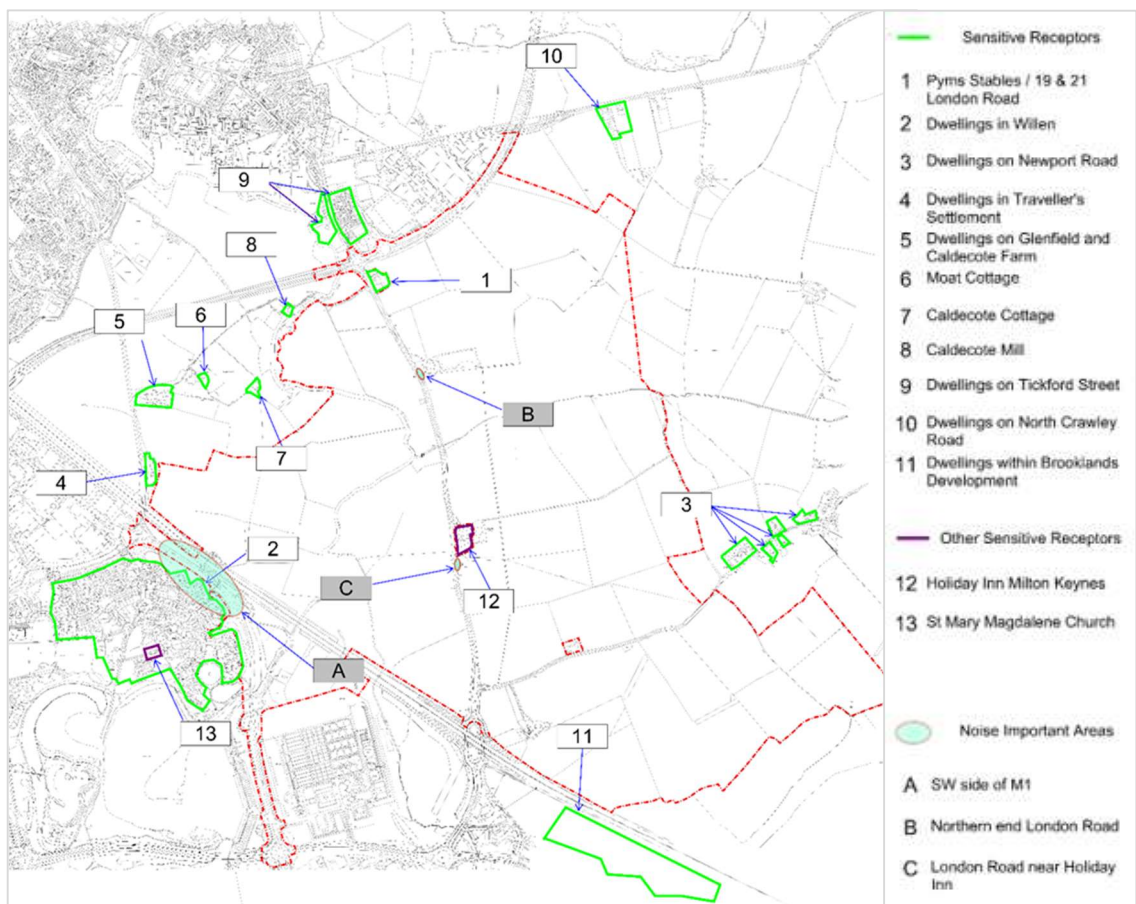 10
9
8
1
5
6
B
7
4
3
2
C
12
A
13
11
Sensitive Receptors
1 Pyms Stables / 19 & 21
London Road
2 Dwellings in Willen
3 Dwellings on Newport Road
4 Dwellings in Traveller's
Settlement
5 Dwellings on Glenfield and
Caldecote Farm
6 Moat Cottage
7 Caldecote Cottage
8 Caldecote Mill
9 Dwellings on Tickford Street
10 Dwellings on North Crawley
Road
11 Dwellings within Brooklands
Development
Other Sensitive Receptors
12 Holiday Inn Milton Keynes
13 St Mary Magdalene Church
Noise Important Areas
A SW side of M1
B Northern end London Road
C London Road near Holiday
Inn